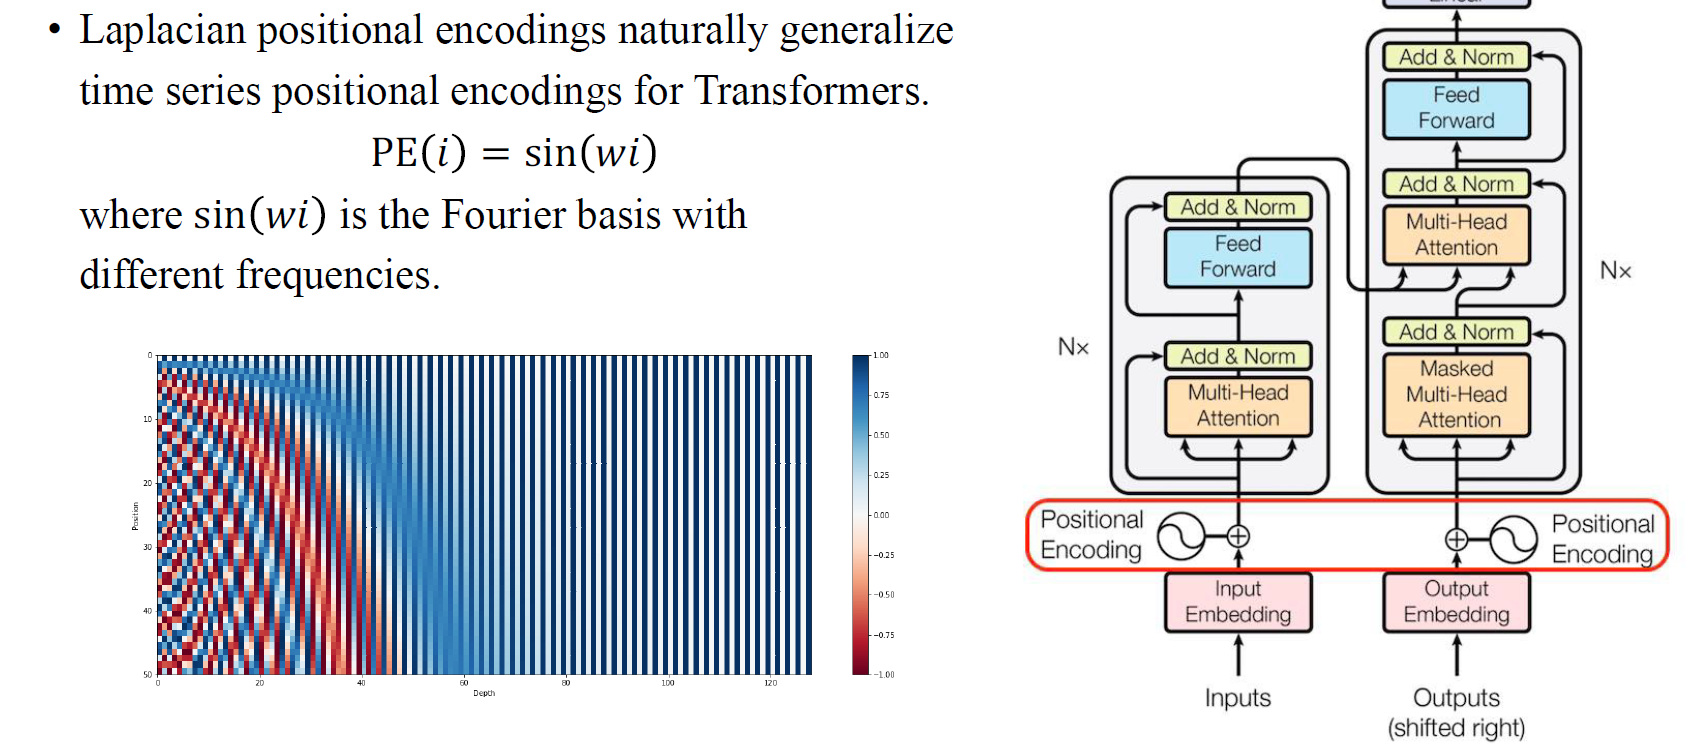 • Laplacian positional encodings naturally generalize
time series positional encodings for Transformers.
PE(i) = sin(wi)
where sin(wi) is the Fourier basis with
different frequencies.
0
10
20
30
40
50
Position
0
20
40
60
80
100
120
Depth
1.00
0.75
0.50
0.25
0.00
−0.25
−0.50
−0.75
−1.00
Add & Norm
Feed
Forward
Add & Norm
Multi-Head
Attention
Nx
Add & Norm
Masked
Multi-Head
Attention
Add & Norm
Feed
Forward
Nx
Add & Norm
Multi-Head
Attention
Positional
Encoding
Positional
Encoding
Input
Embedding
Output
Embedding
Inputs
Outputs
(shifted right)